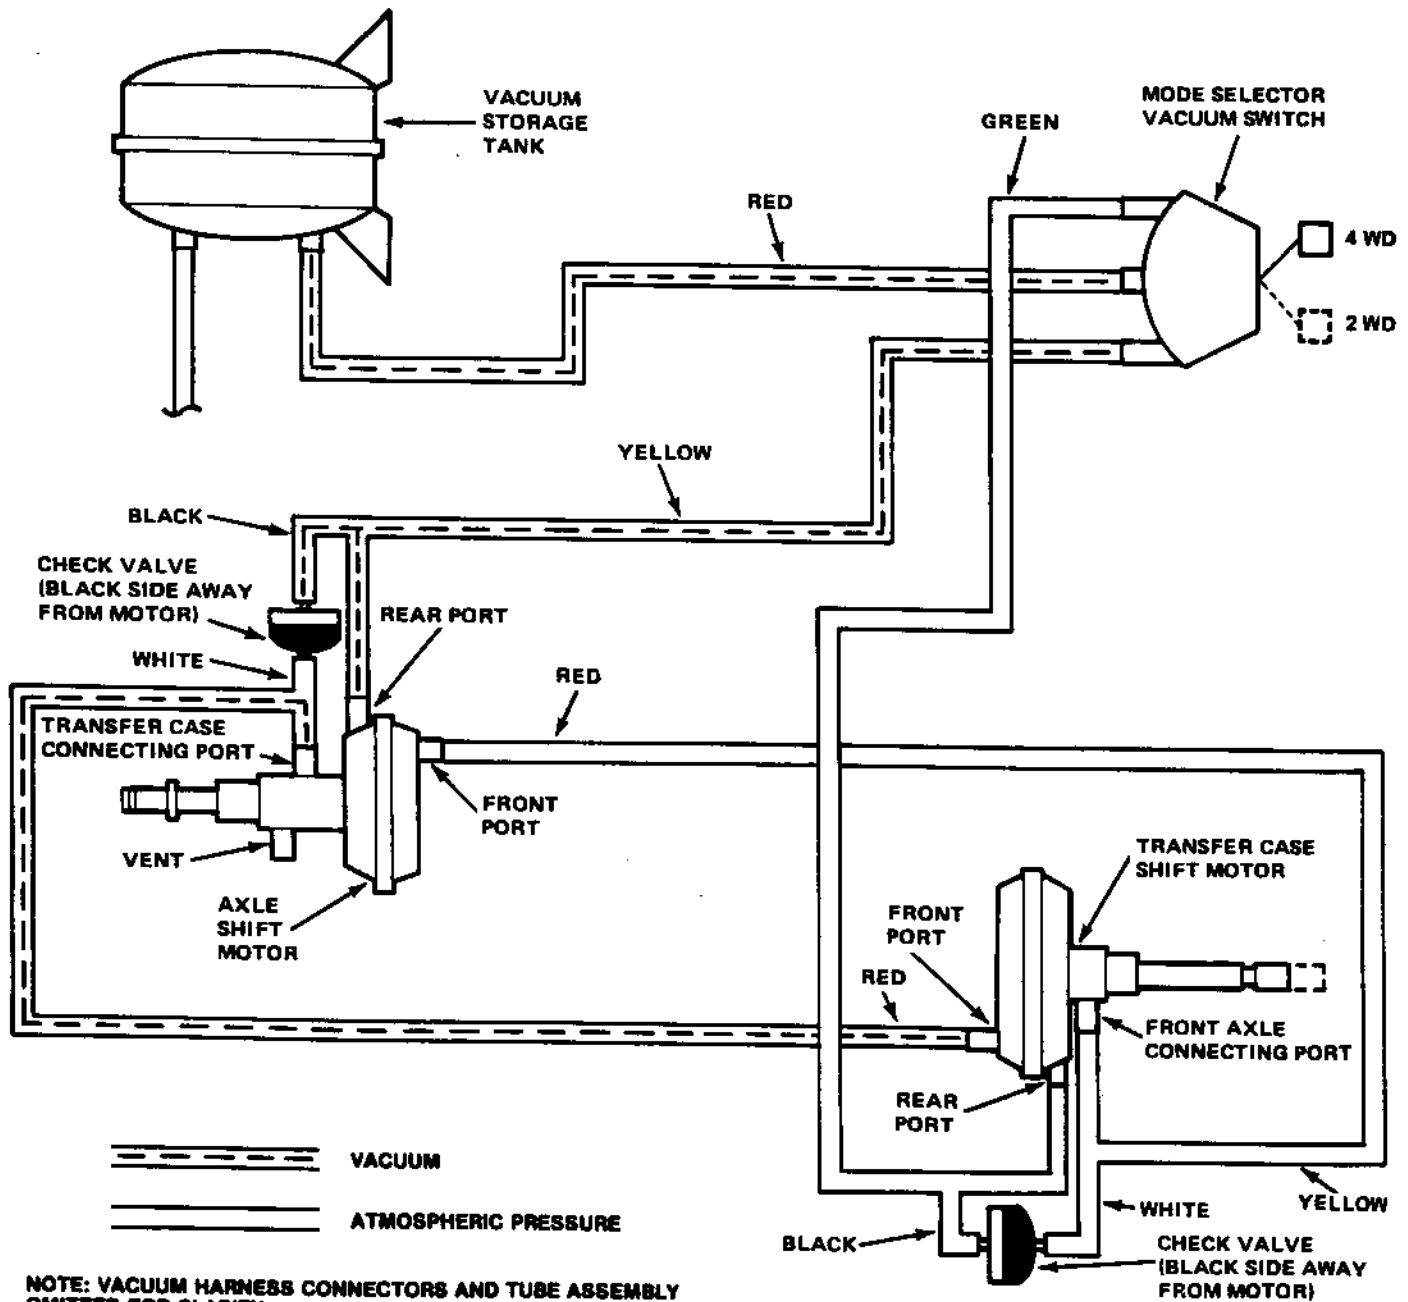 VACUUM
STORAGE
TANK
MODE SELECTOR
VACUUM SWITCH
GREEN
RED
4 WD
2 WD
YELLOW
BLACK
CHECK VALVE
(BLACK SIDE AWAY
FROM MOTOR)
REAR PORT
WHITE
RED
TRANSFER CASE
CONNECTING PORT
FRONT
PORT
VENT
TRANSFER CASE
SHIFT MOTOR
AXLE
SHIFT
MOTOR
FRONT
PORT
RED
FRONT AXLE
CONNECTING PORT
REAR
PORT
VACUUM
YELLOW
WHITE
ATMOSPHERIC PRESSURE
BLACK
CHECK VALVE
(BLACK SIDE AWAY
FROM MOTOR)
NOTE: VACUUM HARNESS CONNECTORS AND TUBE ASSEMBLY